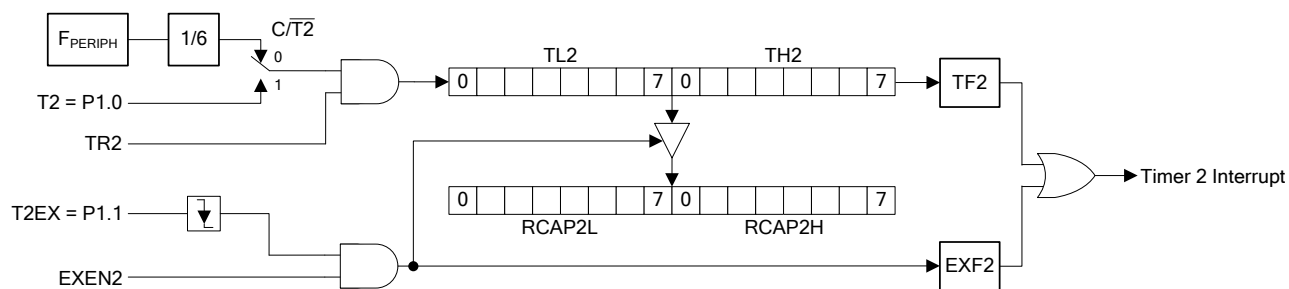 FPERIPH
1/6
C/T2
0
1
T2 = P1.0
TR2
TL2
TH2
0 7 0 7
TF2
T2EX = P1.1
EXEN2
0 7 0 7
RCAP2L
RCAP2H
EXF2
Timer 2 Interrupt